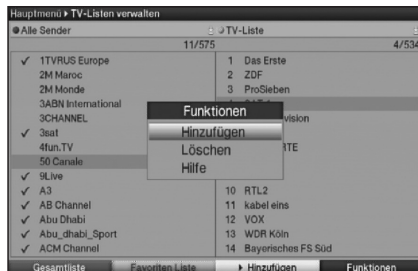 Hauptmenü ▸ TV-Listen verwalten
Alle Sender
11/575
✓ 1TVRUS Europe
2M Maroc
2M Monde
3ABN International
3CHANNEL
✓ 3sat
4fun.TV
50 Canale
✓ 9Live
✓ A3
✓ AB Channel
✓ Abu Dhabi
✓ Abu_dhabi_Sport
✓ ACM Channel
TV-Liste
4/534
1 Das Erste
2 ZDF
3 ProSieben
10 RTL2
11 kabel eins
12 VOX
13 WDR Köln
14 Bayerisches FS Süd
Funktionen
Hinzufügen
Löschen
Hilfe
Gesamtliste
Favoriten Liste
▸ Hinzufügen
Funktionen